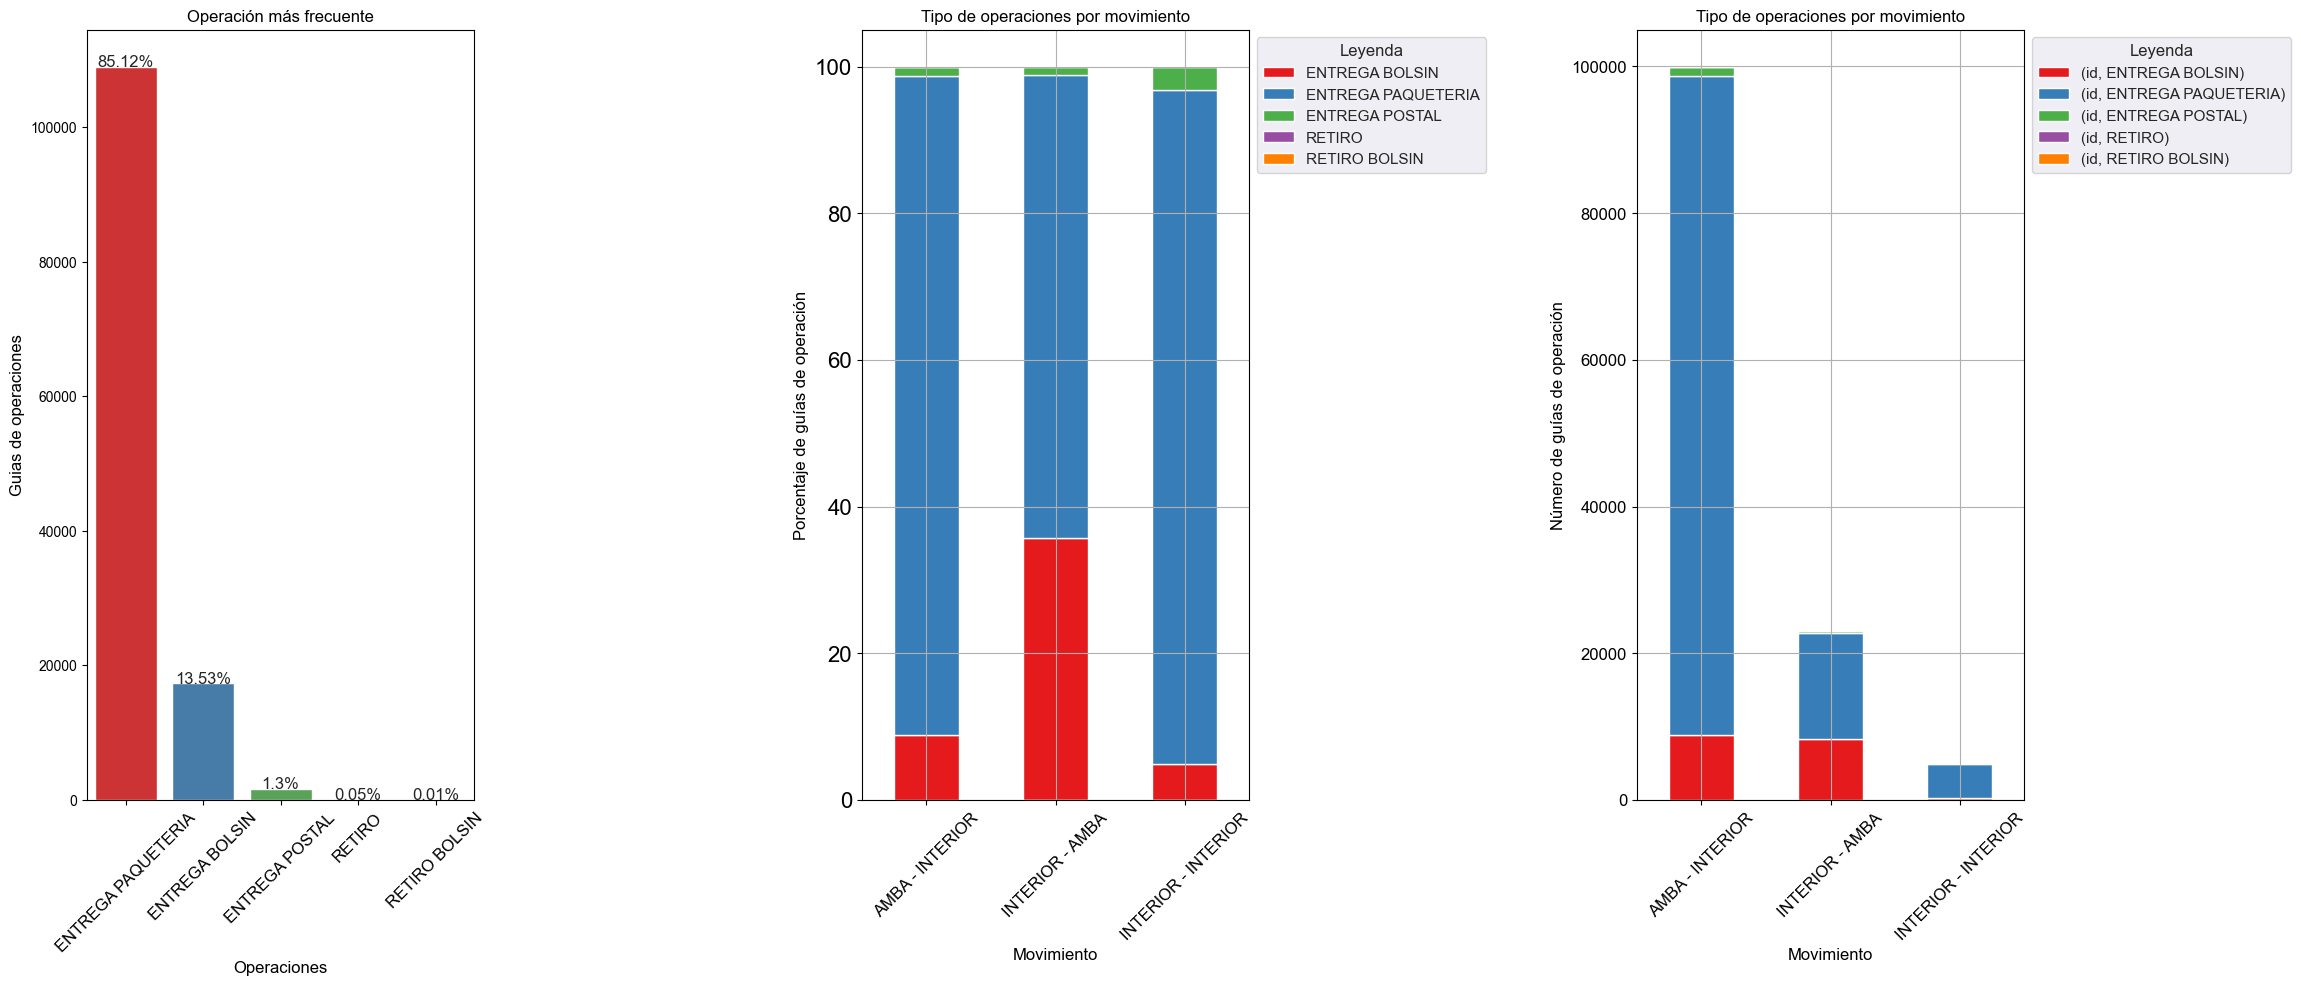 Operación más frecuente
Guias de operaciones
100000
80000
60000
40000
20000
0
85.12%
13.53%
1.3%
0.05%
0.01%
ENTREGA PAQUETERIA
ENTREGA BOLSIN
ENTREGA POSTAL
RETIRO
RETIRO BOLSIN
Operaciones
Tipo de operaciones por movimiento
Porcentaje de guías de operación
100
80
60
40
20
0
AMBA - INTERIOR
INTERIOR - AMBA
INTERIOR - INTERIOR
Movimiento
Leyenda
ENTREGA BOLSIN
ENTREGA PAQUETERIA
ENTREGA POSTAL
RETIRO
RETIRO BOLSIN
Tipo de operaciones por movimiento
Número de guías de operación
100000
80000
60000
40000
20000
0
AMBA - INTERIOR
INTERIOR - AMBA
INTERIOR - INTERIOR
Movimiento
Leyenda
(id, ENTREGA BOLSIN)
(id, ENTREGA PAQUETERIA)
(id, ENTREGA POSTAL)
(id, RETIRO)
(id, RETIRO BOLSIN)